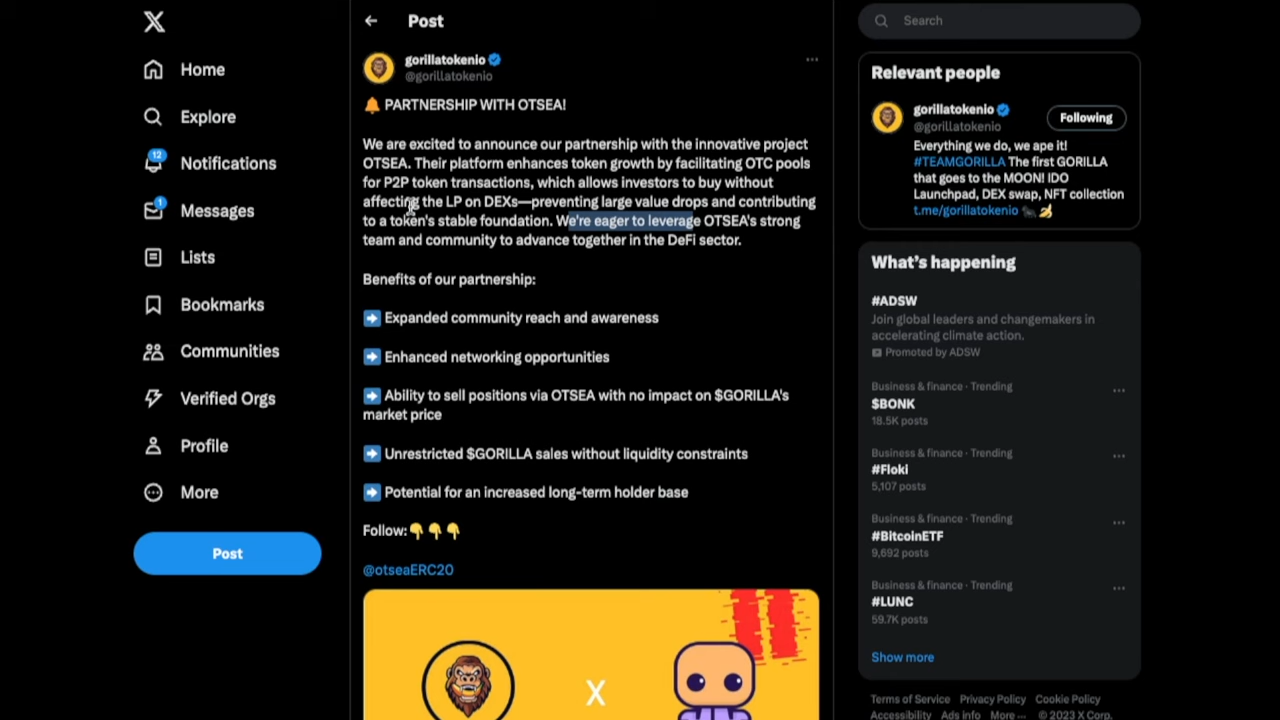 Home
Explore
12
Notifications
1
Messages
Lists
Bookmarks
Communities
Verified Orgs
Profile
More
Post
Post
gorillatokenio
@gorillatokenio
PARTNERSHIP WITH OTSEA!
We are excited to announce our partnership with the innovative project
OTSEA. Their platform enhances token growth by facilitating OTC pools
for P2P token transactions, which allows investors to buy without
affecting the LP on DEXs—preventing large value drops and contributing
to a token's stable foundation. We're eager to leverage OTSEA's strong
team and community to advance together in the DeFi sector.
Benefits of our partnership:
Expanded community reach and awareness
Enhanced networking opportunities
Ability to sell positions via OTSEA with no impact on $GORILLA's
market price
Unrestricted $GORILLA sales without liquidity constraints
Potential for an increased long-term holder base
Follow:
@otseaERC20
X
Search
Relevant people
gorillatokenio
@gorillatokenio
Following
Everything we do, we ape it!
#TEAMGORILLA The first GORILLA
that goes to the MOON! IDO
Launchpad, DEX swap, NFT collection
t.me/gorillatokenio
What's happening
#ADSW
Join global leaders and changemakers in
accelerating climate action.
Promoted by ADSW
Business & finance · Trending
$BONK
18.5K posts
Business & finance · Trending
#Floki
5,107 posts
Business & finance · Trending
#BitcoinETF
9,692 posts
Business & finance · Trending
#LUNC
59.7K posts
Show more
Terms of Service Privacy Policy Cookie Policy
Accessibility Ads info More ··· © 2023 X Corp.